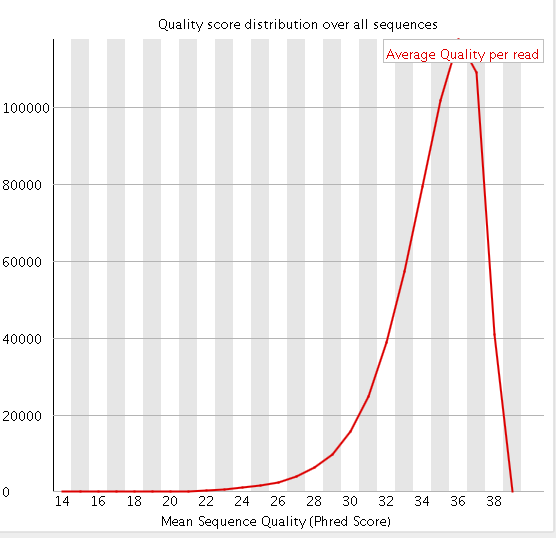 Quality score distribution over all sequences
Average Quality per read
100000
80000
60000
40000
20000
0
14 16 18 20 22 24 26 28 30 32 34 36 38
Mean Sequence Quality (Phred Score)